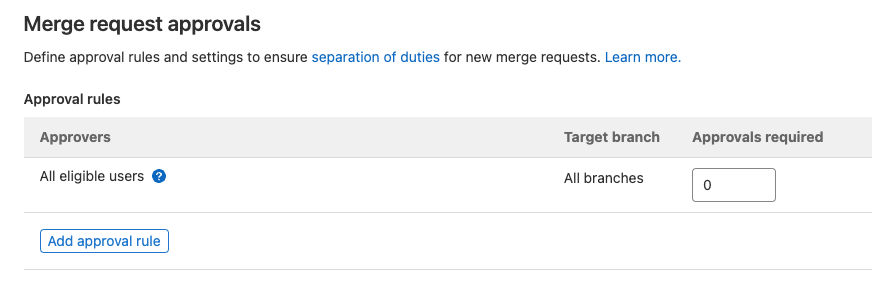 Merge request approvals
Define approval rules and settings to ensure separation of duties for new merge requests. Learn more.
Approval rules
Approvers Target branch Approvals required
All eligible users ? All branches 0
Add approval rule